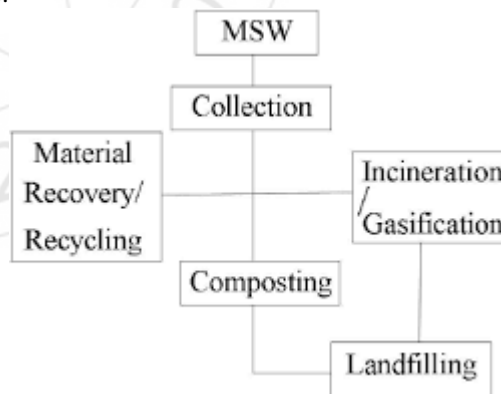 MSW
Collection
Material
Recovery/
Recycling
Incineration
/
Gasification
Composting
Landfilling